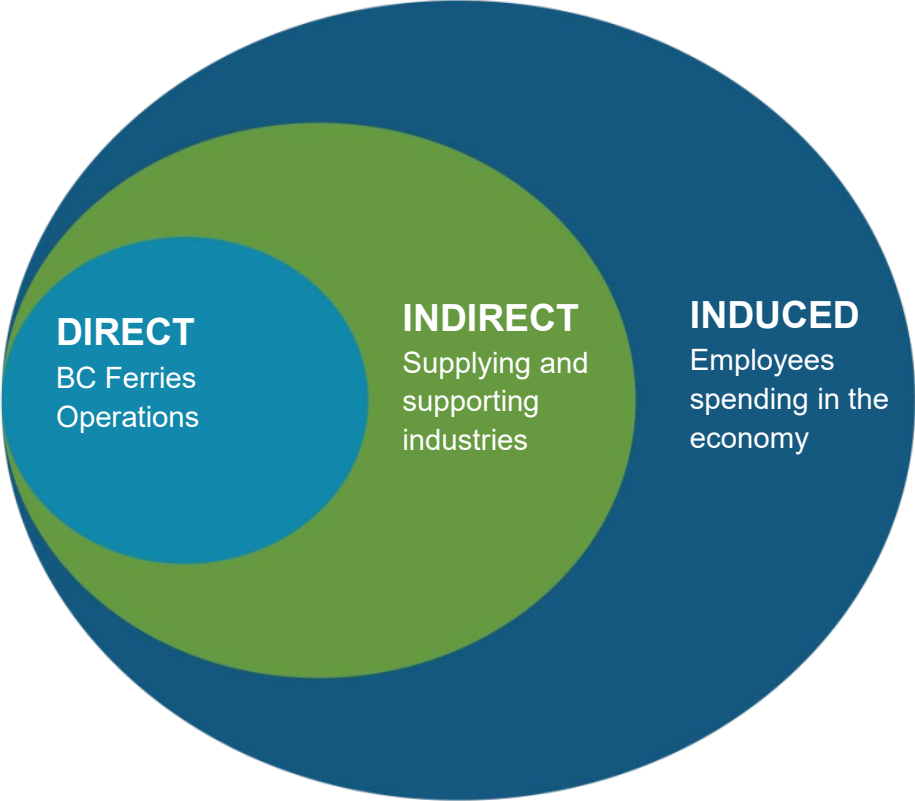 DIRECT
BC Ferries
Operations
INDIRECT
Supplying and
supporting
industries
INDUCED
Employees
spending in the
economy